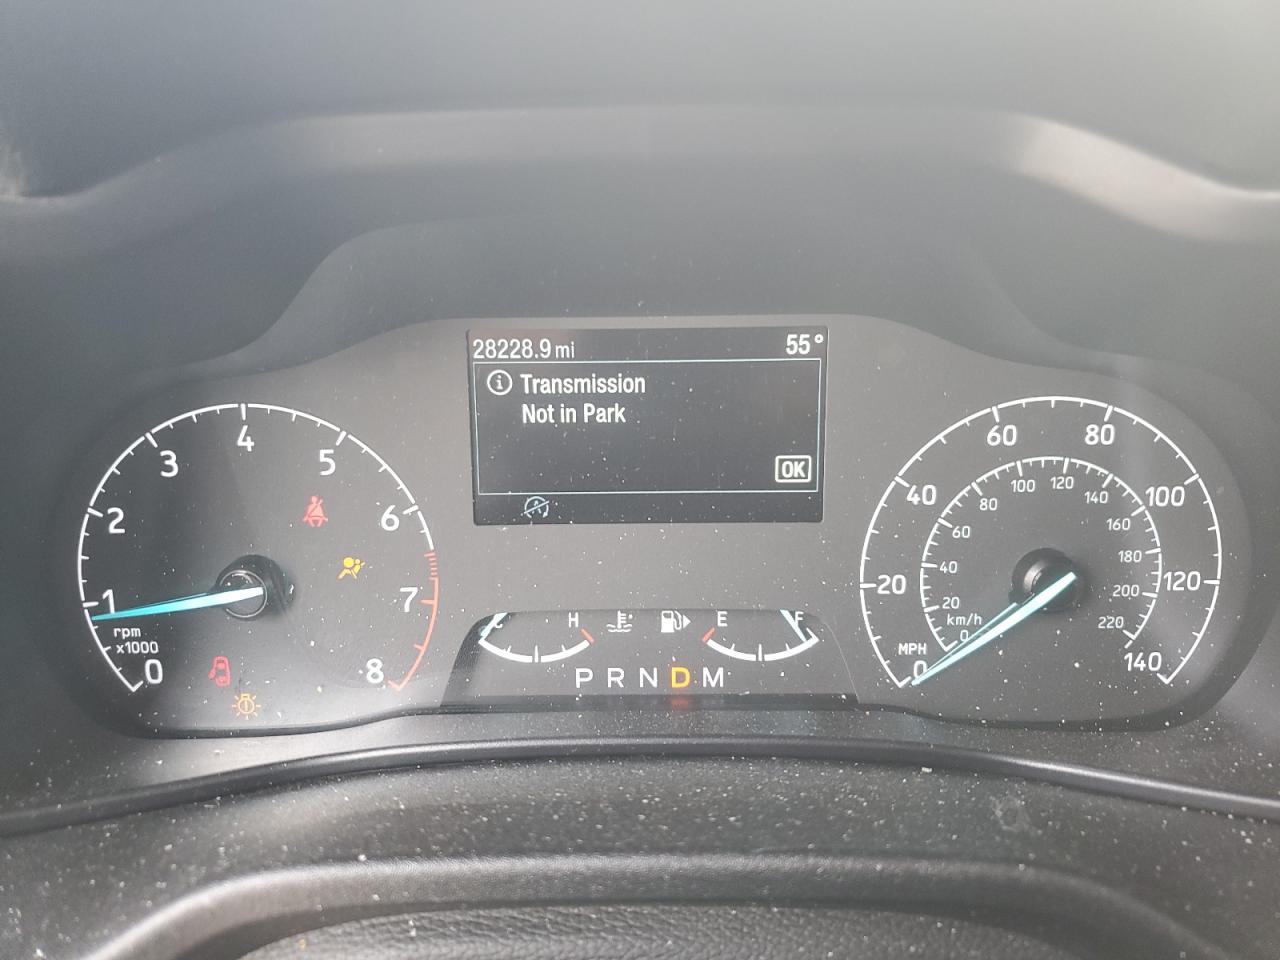 28228.9 mi 55°
Transmission
Not in Park
OK
0 1 2 3 4 5 6 7 8
rpm
x1000
C H E F
P R N D M
0 20 40 60 80 100 120 140
MPH
0 20 40 60 80 100 120 140 160 180 200 220
km/h